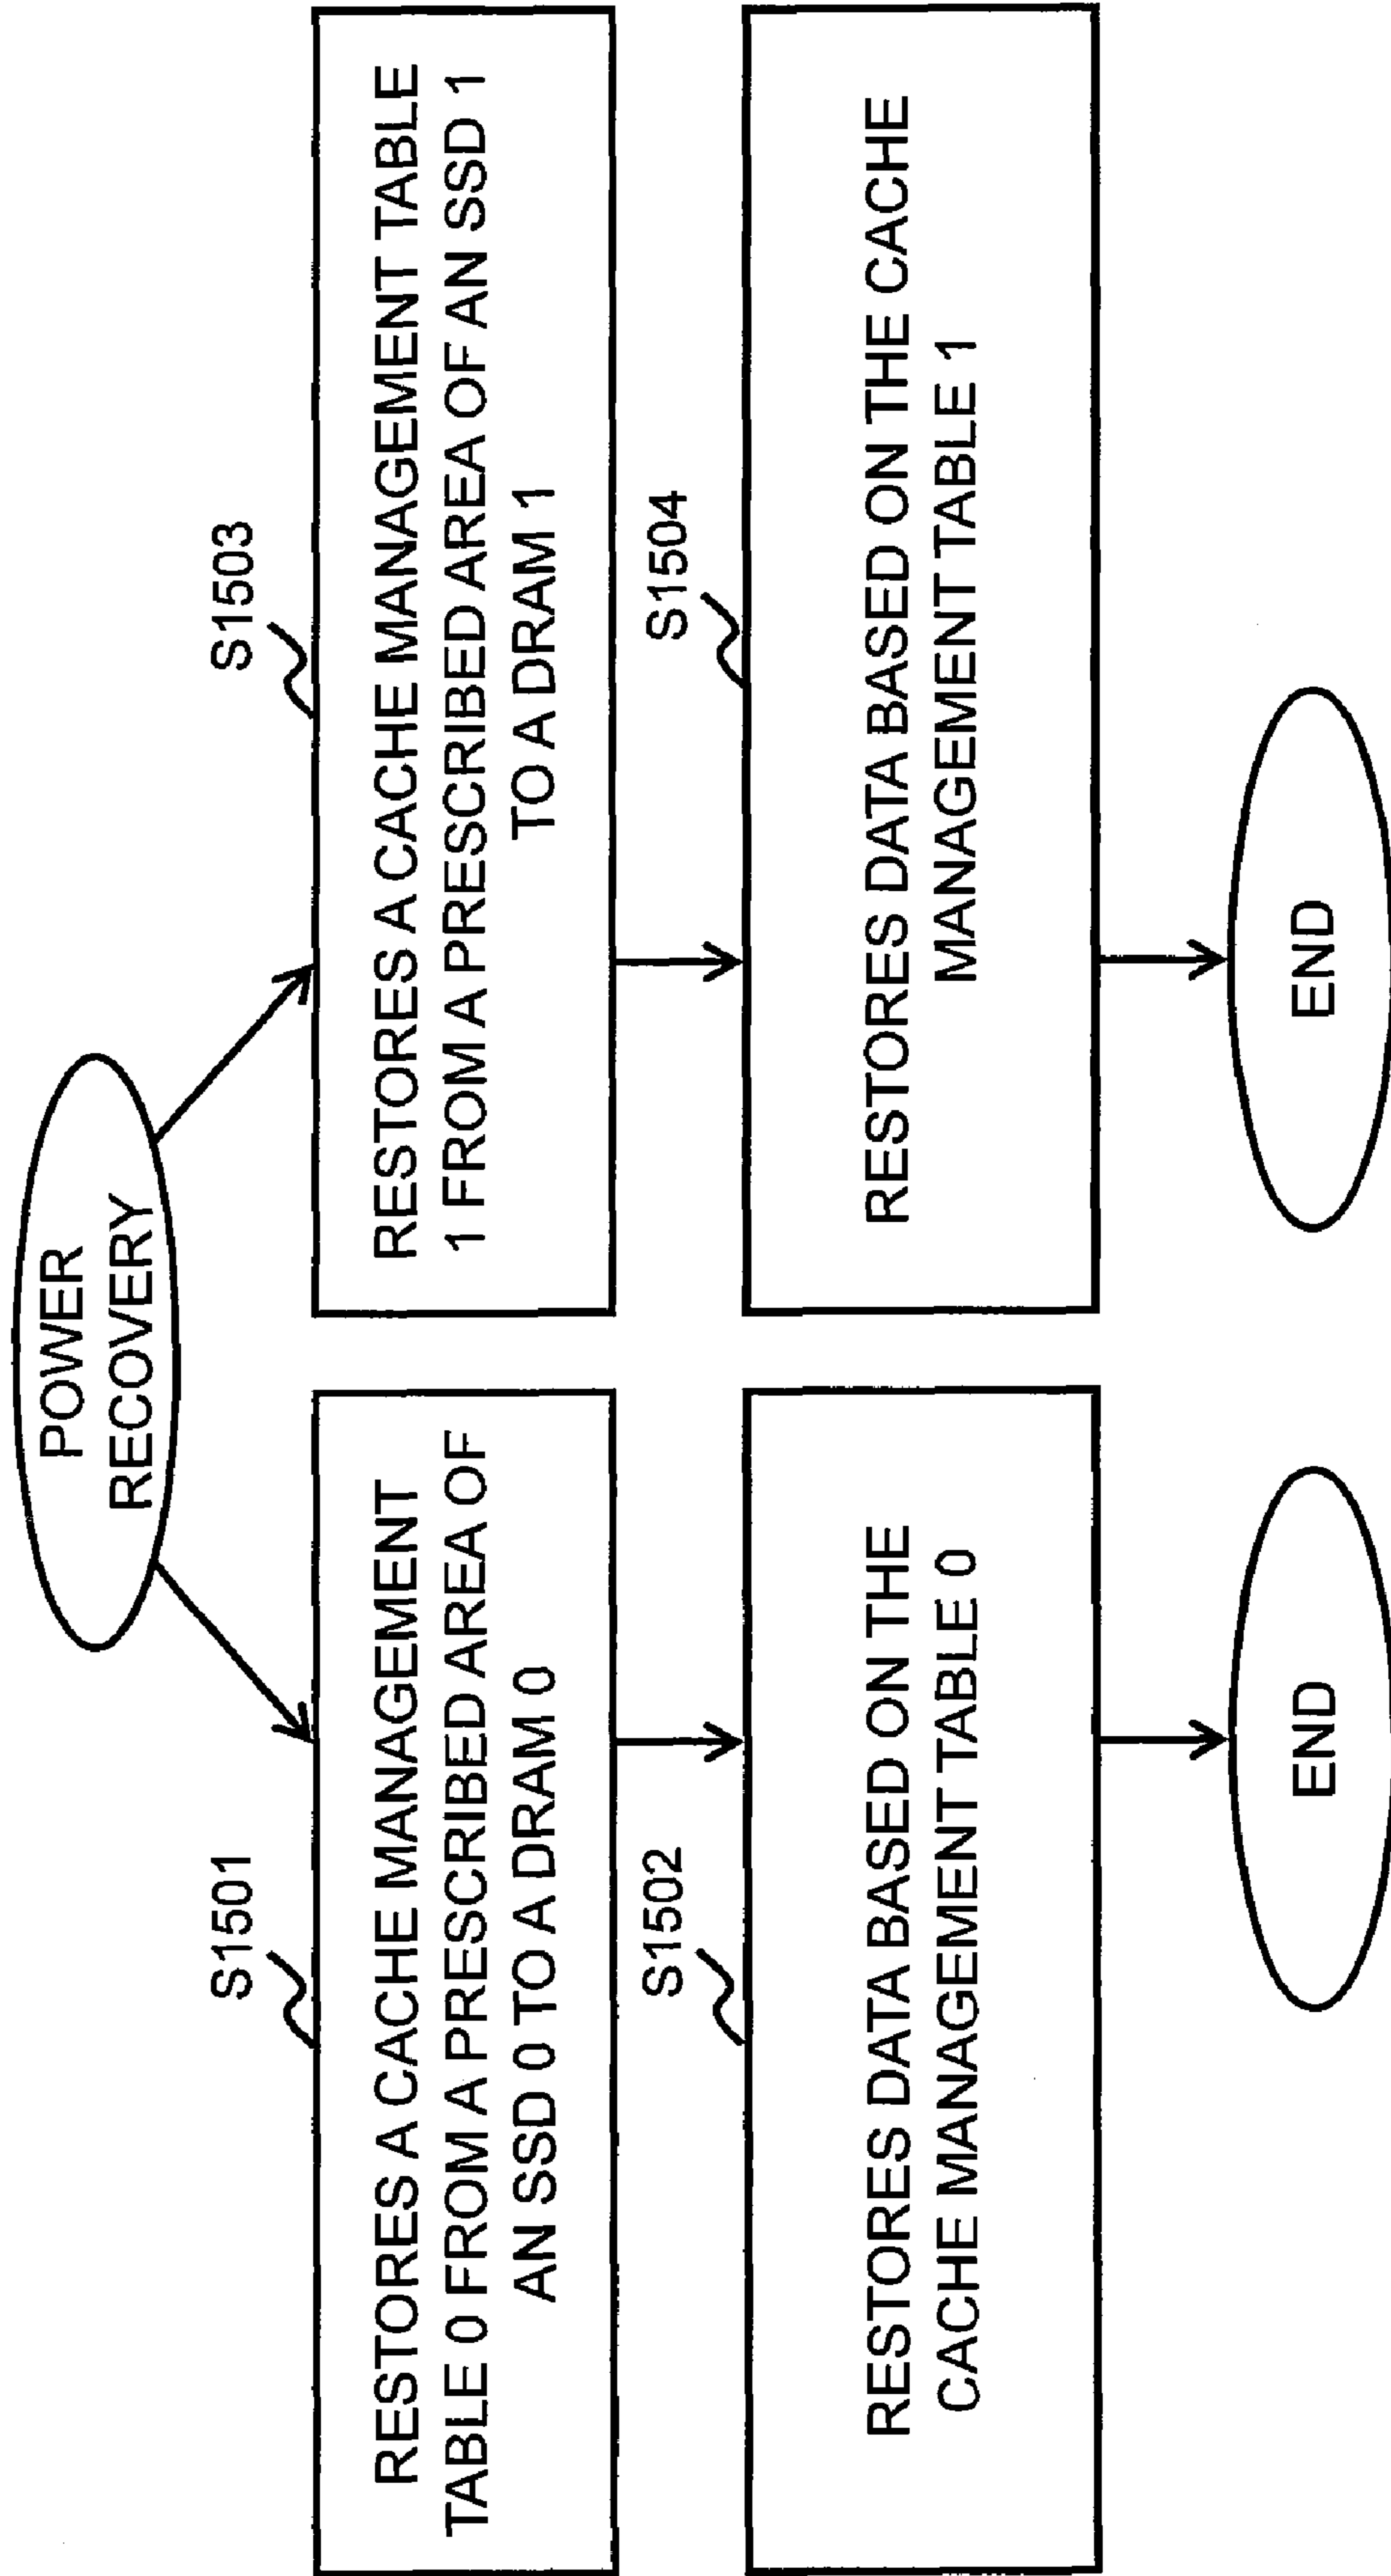 POWER
RECOVERY
S1501
RESTORES A CACHE MANAGEMENT
TABLE 0 FROM A PRESCRIBED AREA OF
AN SSD 0 TO A DRAM 0
S1502
RESTORES DATA BASED ON THE
CACHE MANAGEMENT TABLE 0
END
S1503
RESTORES A CACHE MANAGEMENT TABLE
1 FROM A PRESCRIBED AREA OF AN SSD 1
TO A DRAM 1
S1504
RESTORES DATA BASED ON THE CACHE
MANAGEMENT TABLE 1
END